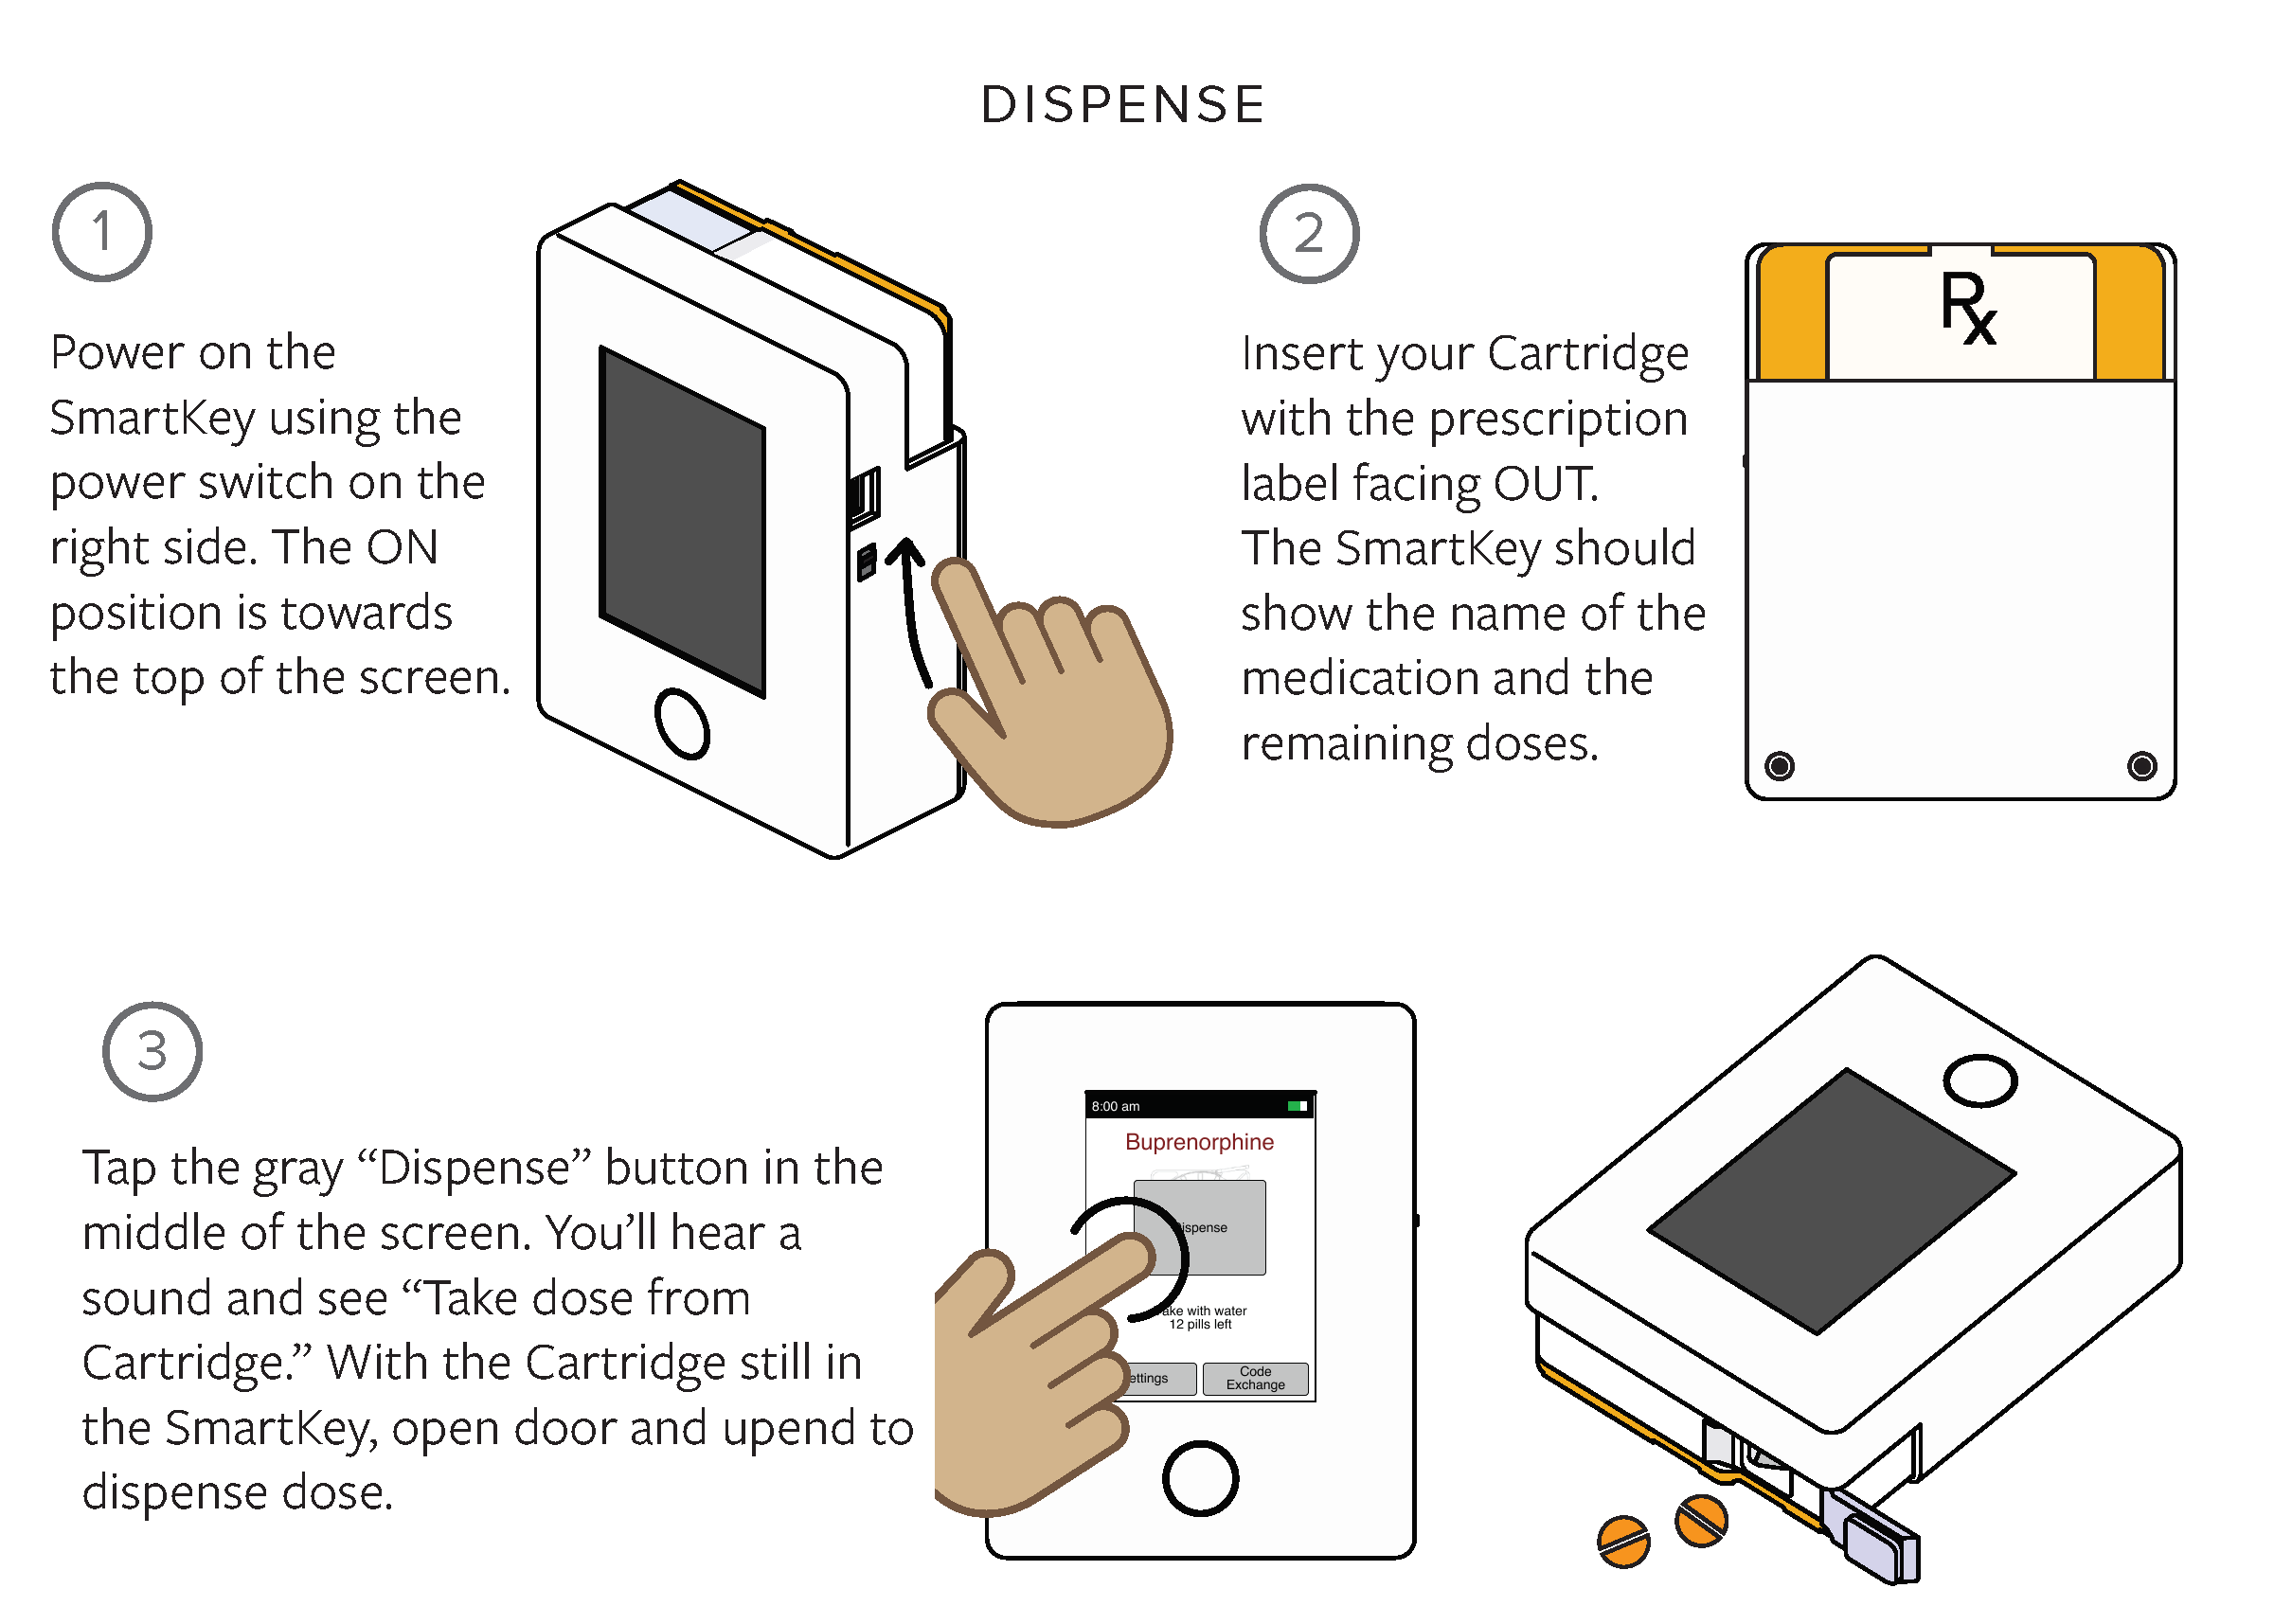 DISPENSE
1
Power on the
SmartKey using the
power switch on the
right side. The ON
position is towards
the top of the screen.
2
Insert your Cartridge
with the prescription
label facing OUT.
The SmartKey should
show the name of the
medication and the
remaining doses.
Rx
3
Tap the gray “Dispense” button in the
middle of the screen. You’ll hear a
sound and see “Take dose from
Cartridge.” With the Cartridge still in
the SmartKey, open door and upend to
dispense dose.
8:00 am
Buprenorphine
ispense
ake with water
12 pills left
ettings
Code
Exchange